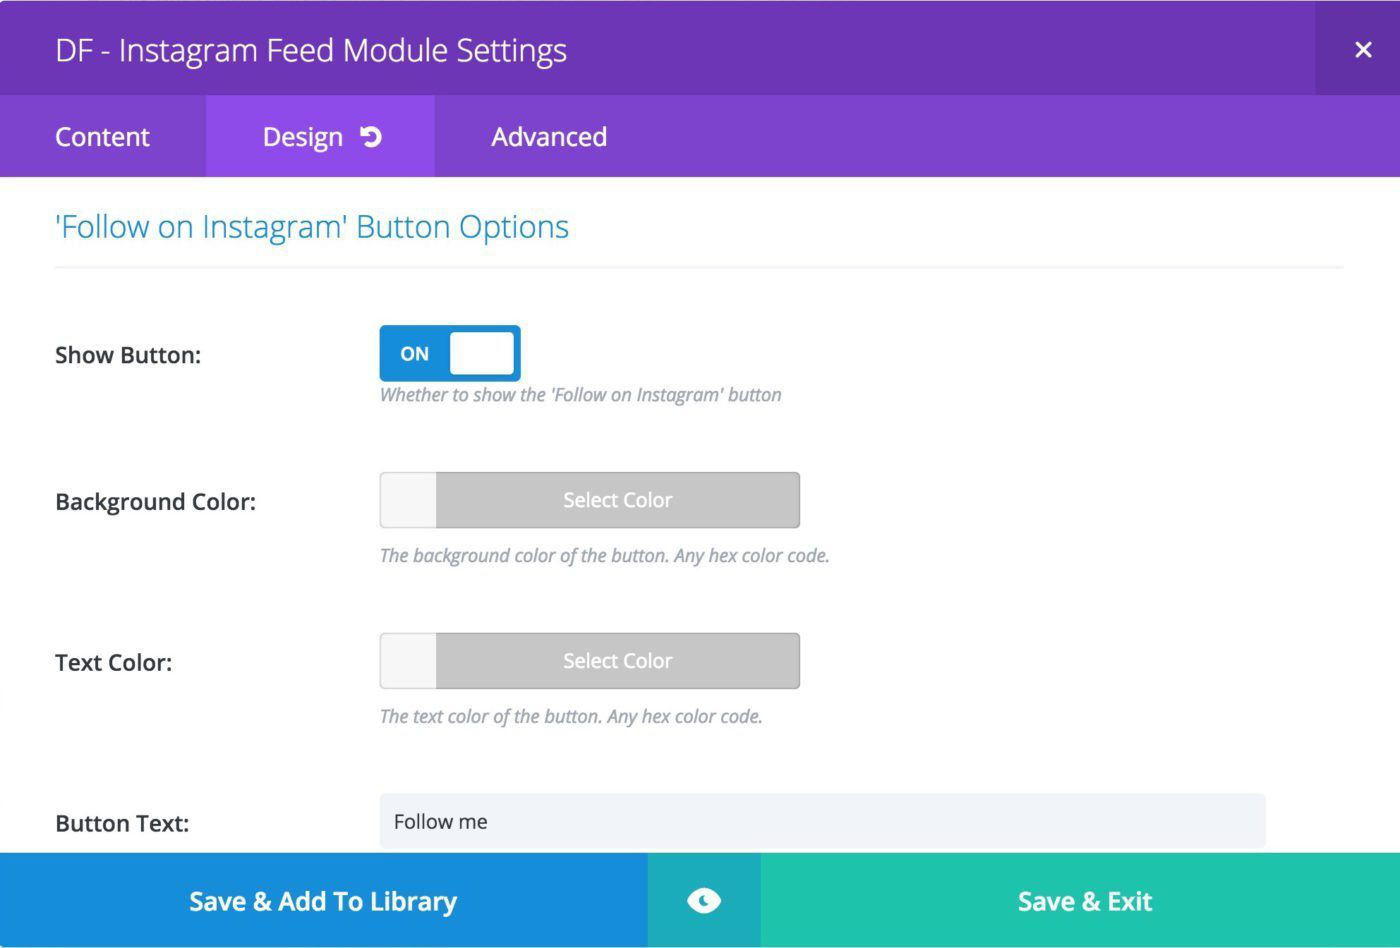 DF - Instagram Feed Module Settings
Content
Design
Advanced
'Follow on Instagram' Button Options
Show Button:
ON
Whether to show the 'Follow on Instagram' button
Background Color:
Select Color
The background color of the button. Any hex color code.
Text Color:
Select Color
The text color of the button. Any hex color code.
Button Text:
Follow me
Save & Add To Library
Save & Exit